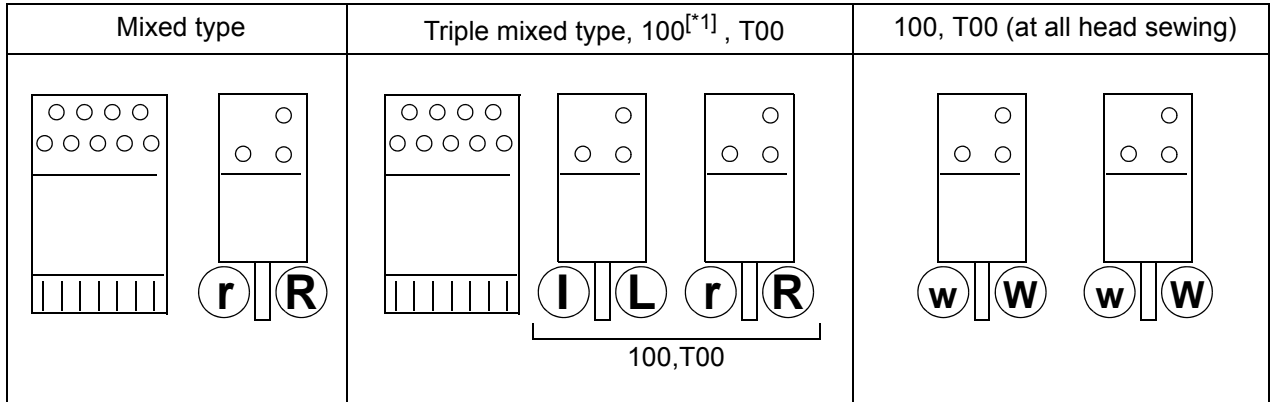 Mixed type
Triple mixed type, 100[*1] , T00
100, T00 (at all head sewing)
r R
l L r R
w W w W
100,T00